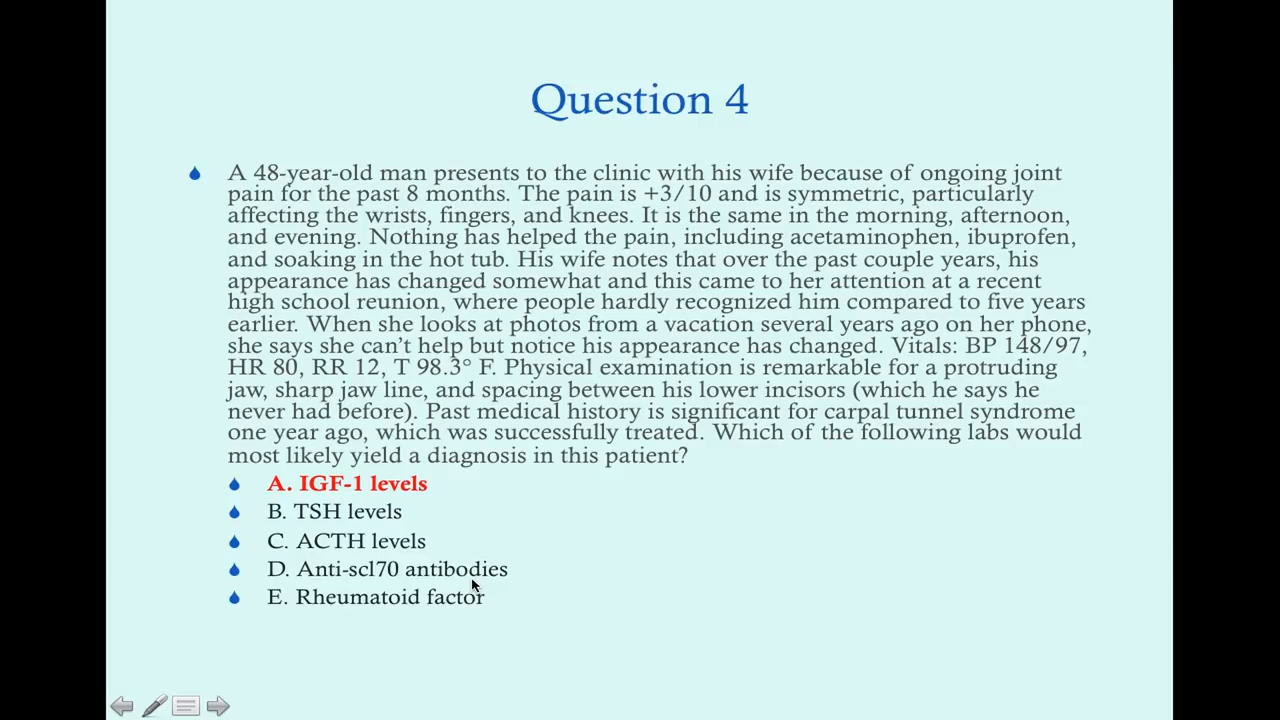 Question 4
A 48-year-old man presents to the clinic with his wife because of ongoing joint
pain for the past 8 months. The pain is +3/10 and is symmetric, particularly
affecting the wrists, fingers, and knees. It is the same in the morning, afternoon,
and evening. Nothing has helped the pain, including acetaminophen, ibuprofen,
and soaking in the hot tub. His wife notes that over the past couple years, his
appearance has changed somewhat and this came to her attention at a recent
high school reunion, where people hardly recognized him compared to five years
earlier. When she looks at photos from a vacation several years ago on her phone,
she says she can’t help but notice his appearance has changed. Vitals: BP 148/97,
HR 80, RR 12, T 98.3° F. Physical examination is remarkable for a protruding
jaw, sharp jaw line, and spacing between his lower incisors (which he says he
never had before). Past medical history is significant for carpal tunnel syndrome
one year ago, which was successfully treated. Which of the following labs would
most likely yield a diagnosis in this patient?
A. IGF-1 levels
B. TSH levels
C. ACTH levels
D. Anti-scl70 antibodies
E. Rheumatoid factor